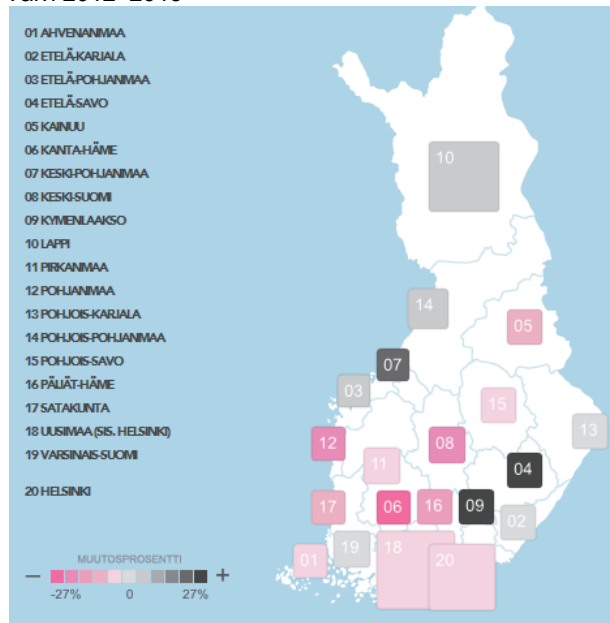 01 AHVENANMAA
02 ETELÄ-KARJALA
03 ETELÄ-POHJANMAA
04 ETELÄ-SAVO
05 KAINUU
06 KANTA-HÄME
07 KESKI-POHJANMAA
08 KESKI-SUOMI
09 KYMENLAAKSO
10 LAPPI
11 PIRKANMAA
12 POHJANMAA
13 POHJOIS-KARJALA
14 POHJOIS-POHJANMAA
15 POHJOIS-SAVO
16 PÄIJÄT-HÄME
17 SATAKUNTA
18 UUSIMAA (SIS. HELSINKI)
19 VARSINAIS-SUOMI
20 HELSINKI
10
14
05
07
03
15
13
12
08
11
04
17
06
16
09
02
19
18
20
01
MUUTOSPROSENTTI
– +
-27% 0 27%